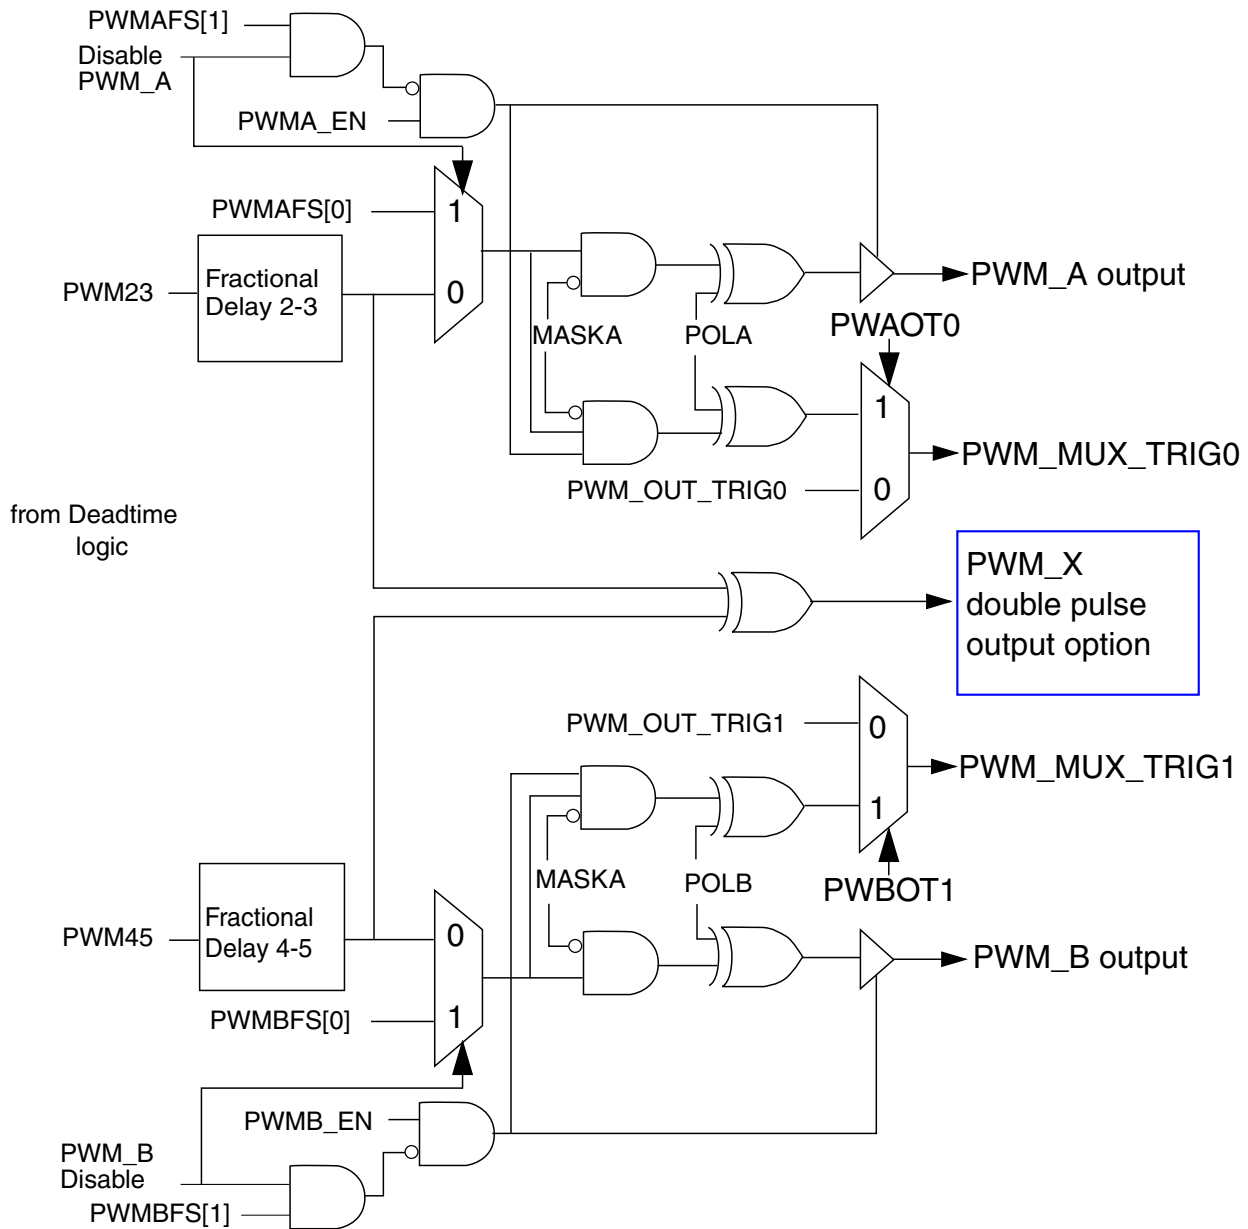 PWMAFS[1]
Disable
PWM_A
PWMA_EN
PWMAFS[0]
1
0
PWM23
Fractional
Delay 2-3
MASKA
POLA
PWM_A output
PWAOT0
1
0
PWM_MUX_TRIG0
PWM_OUT_TRIG0
from Deadtime
logic
PWM_X
double pulse
output option
PWM_OUT_TRIG1
0
1
PWM_MUX_TRIG1
PWBOT1
MASKA
POLB
PWM45
Fractional
Delay 4-5
0
1
PWM_B output
PWMBFS[0]
PWMB_EN
PWM_B
Disable
PWMBFS[1]